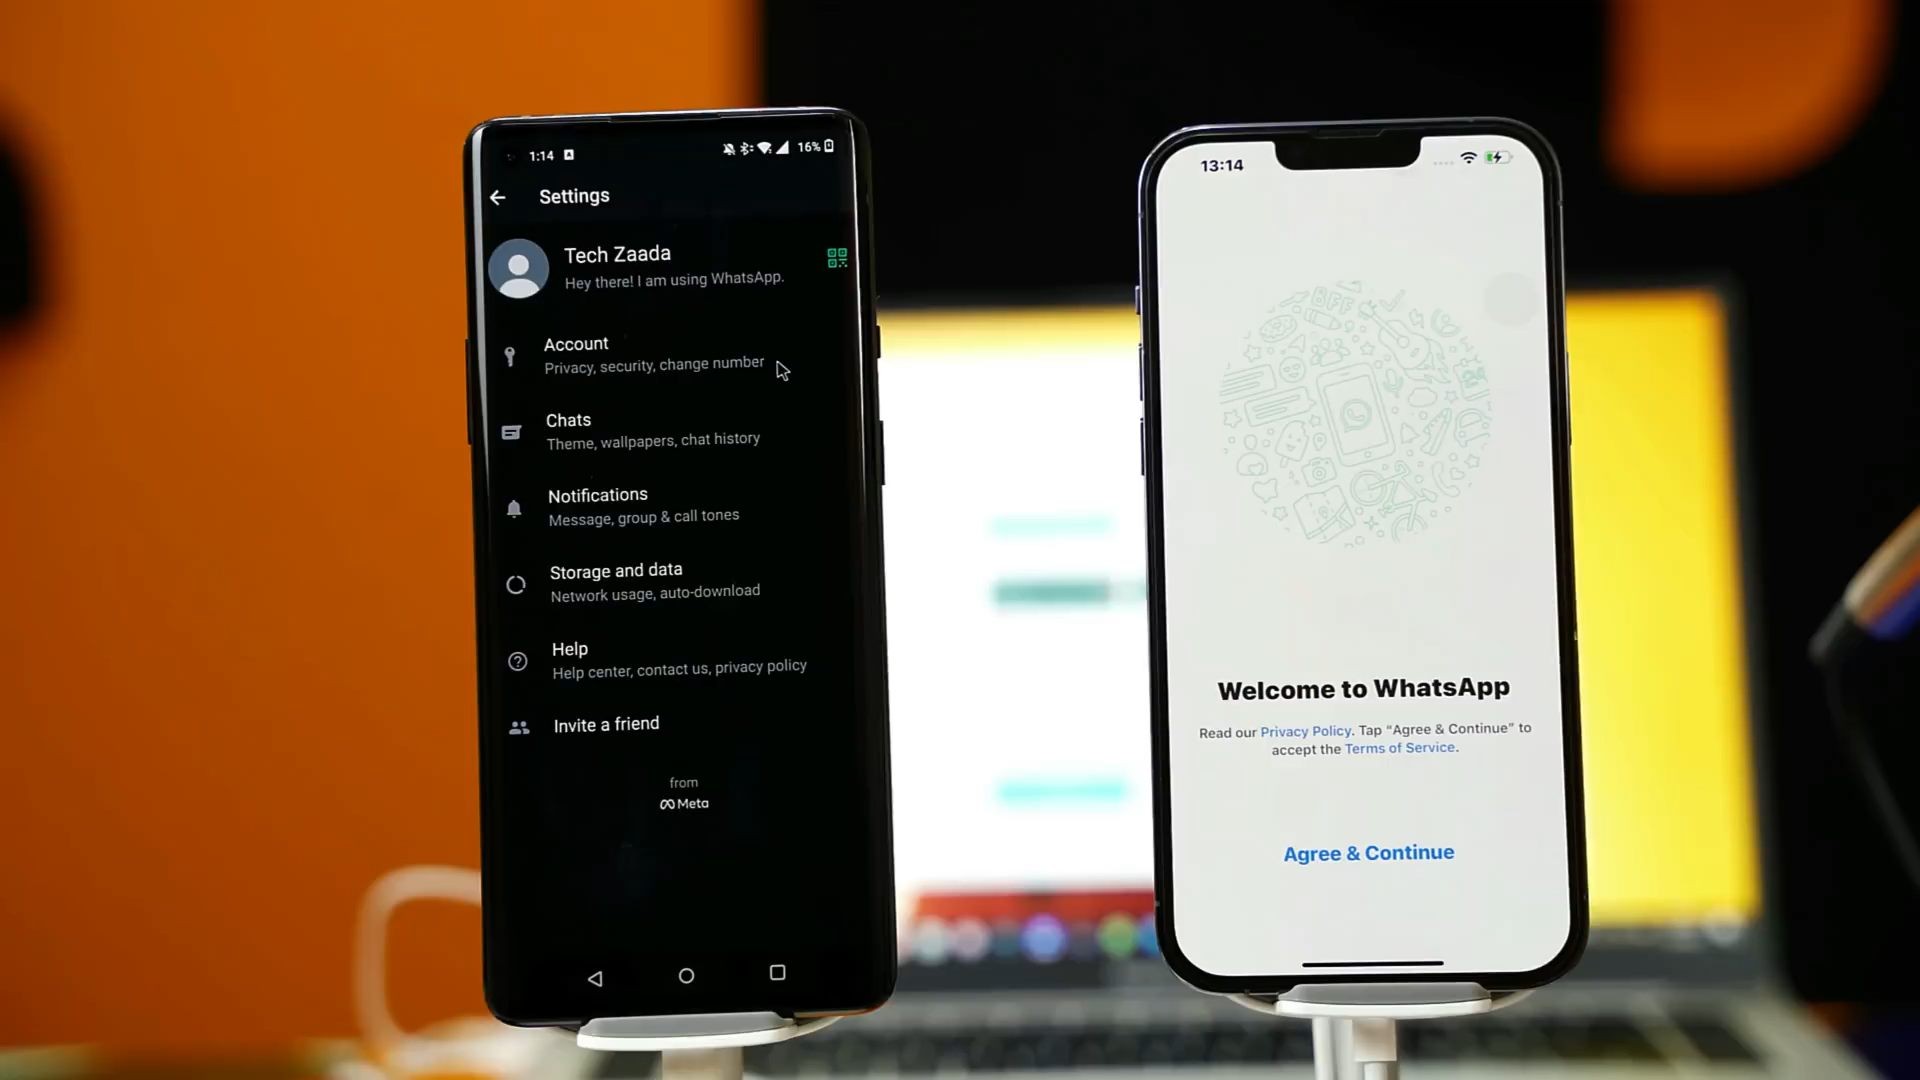 1:14
16%
Settings
Tech Zaada
Hey there! I am using WhatsApp.
Account
Privacy, security, change number
Chats
Theme, wallpapers, chat history
Notifications
Message, group & call tones
Storage and data
Network usage, auto-download
Help
Help center, contact us, privacy policy
Invite a friend
from
Meta
13:14
BFF
Welcome to WhatsApp
Read our Privacy Policy. Tap “Agree & Continue” to
accept the Terms of Service.
Agree & Continue